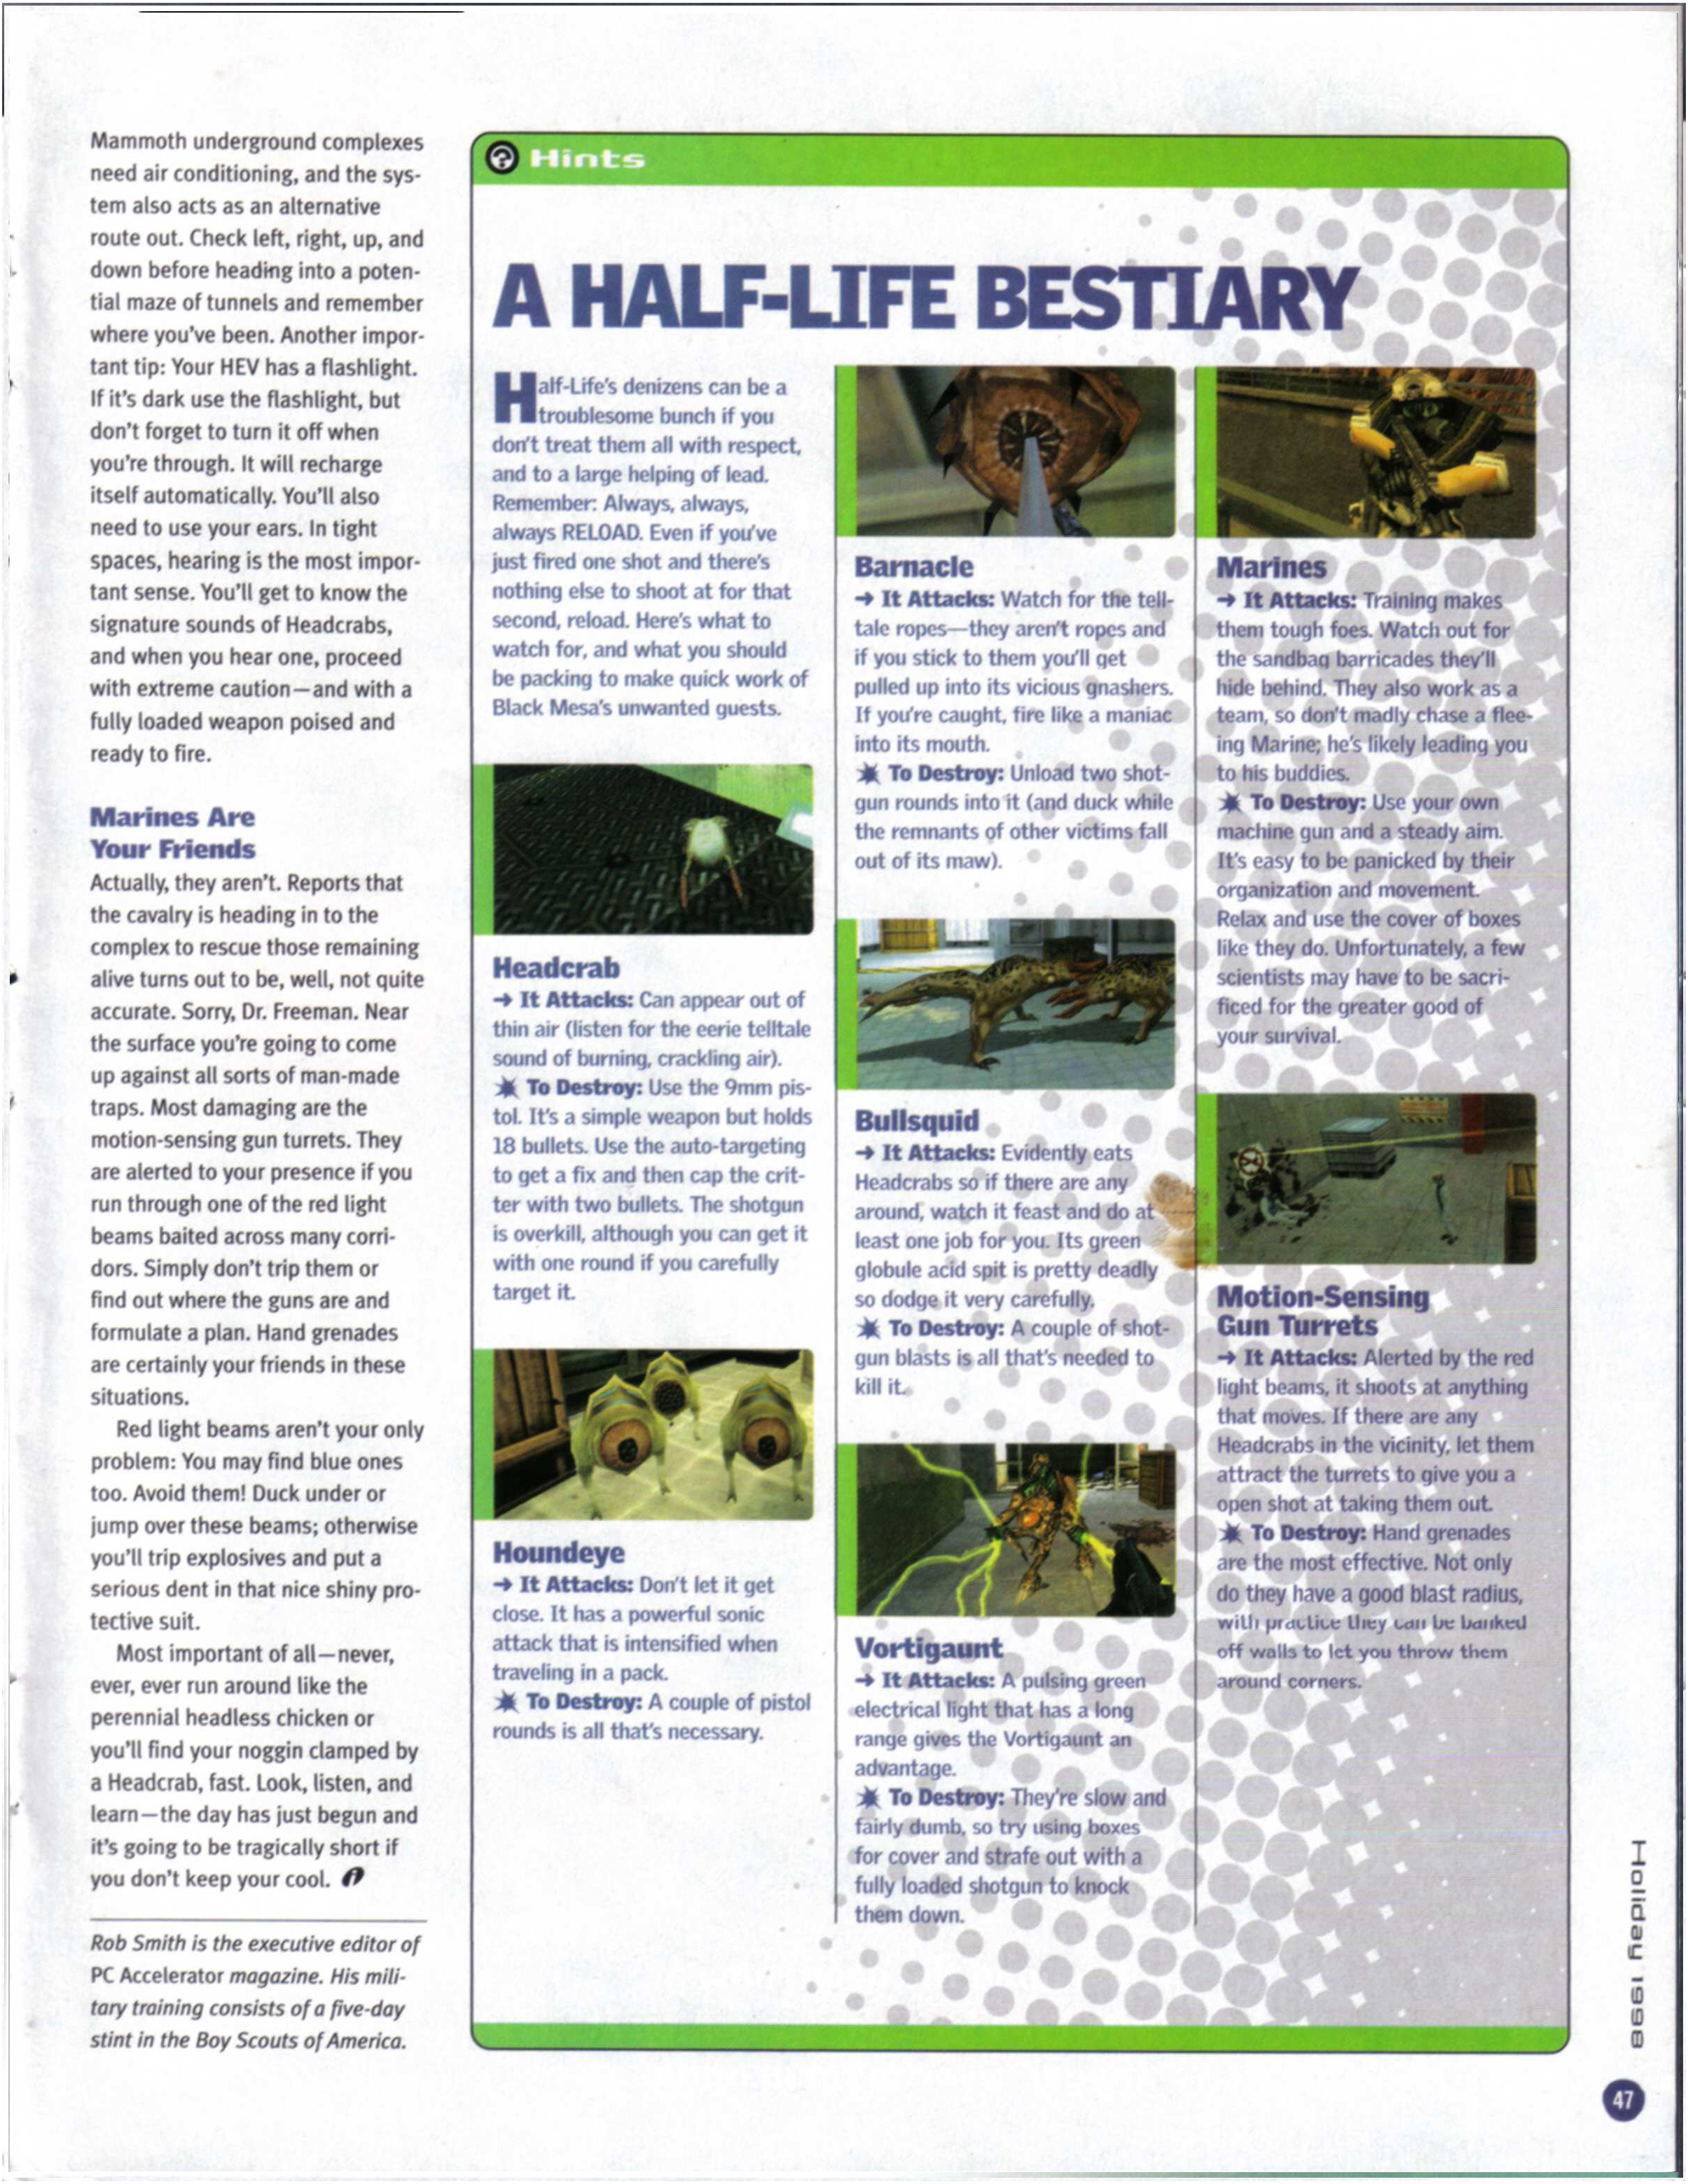 Mammoth underground complexes
need air conditioning, and the sys-
tem also acts as an alternative
route out. Check left, right, up, and
down before heading into a poten-
tial maze of tunnels and remember
where you've been. Another impor-
tant tip: Your HEV has a flashlight.
If it's dark use the flashlight, but
don't forget to turn it off when
you're through. It will recharge
itself automatically. You'll also
need to use your ears. In tight
spaces, hearing is the most impor-
tant sense. You'll get to know the
signature sounds of Headcrabs,
and when you hear one, proceed
with extreme caution—and with a
fully loaded weapon poised and
ready to fire.
Marines Are
Your Friends
Actually, they aren't. Reports that
the cavalry is heading in to the
complex to rescue those remaining
alive turns out to be, well, not quite
accurate. Sorry, Dr. Freeman. Near
the surface you're going to come
up against all sorts of man-made
traps. Most damaging are the
motion-sensing gun turrets. They
are alerted to your presence if you
run through one of the red light
beams baited across many corri-
dors. Simply don't trip them or
find out where the guns are and
formulate a plan. Hand grenades
are certainly your friends in these
situations.
Red light beams aren't your only
problem: You may find blue ones
too. Avoid them! Duck under or
jump over these beams; otherwise
you'll trip explosives and put a
serious dent in that nice shiny pro-
tective suit.
Most important of all—never,
ever, ever run around like the
perennial headless chicken or
you'll find your noggin clamped by
a Headcrab, fast. Look, listen, and
learn—the day has just begun and
it's going to be tragically short if
you don't keep your cool.
Rob Smith is the executive editor of
PC Accelerator magazine. His mili-
tary training consists of a five-day
stint in the Boy Scouts of America.
? Hints
A HALF-LIFE BESTIARY
Half-Life's denizens can be a
troublesome bunch if you
don't treat them all with respect,
and to a large helping of lead.
Remember: Always, always,
always RELOAD. Even if you've
just fired one shot and there's
nothing else to shoot at for that
second, reload. Here's what to
watch for, and what you should
be packing to make quick work of
Black Mesa's unwanted guests.
Headcrab
→ It Attacks: Can appear out of
thin air (listen for the eerie telltale
sound of burning, crackling air).
To Destroy: Use the 9mm pis-
tol. It's a simple weapon but holds
18 bullets. Use the auto-targeting
to get a fix and then cap the crit-
ter with two bullets. The shotgun
is overkill, although you can get it
with one round if you carefully
target it.
Houndeye
→ It Attacks: Don't let it get
close. It has a powerful sonic
attack that is intensified when
traveling in a pack.
To Destroy: A couple of pistol
rounds is all that's necessary.
Barnacle
→ It Attacks: Watch for the tell-
tale ropes—they aren't ropes and
if you stick to them you'll get
pulled up into its vicious gnashers.
If you're caught, fire like a maniac
into its mouth.
To Destroy: Unload two shot-
gun rounds into it (and duck while
the remnants of other victims fall
out of its maw).
Bullsquid
→ It Attacks: Evidently eats
Headcrabs so if there are any
around, watch it feast and do at
least one job for you. Its green
globule acid spit is pretty deadly
so dodge it very carefully.
To Destroy: A couple of shot-
gun blasts is all that's needed to
kill it.
Vortigaunt
→ It Attacks: A pulsing green
electrical light that has a long
range gives the Vortigaunt an
advantage.
To Destroy: They're slow and
fairly dumb, so try using boxes
for cover and strafe out with a
fully loaded shotgun to knock
them down.
Marines
→ It Attacks: Training makes
them tough foes. Watch out for
the sandbag barricades they'll
hide behind. They also work as a
team, so don't madly chase a flee-
ing Marine; he's likely leading you
to his buddies.
To Destroy: Use your own
machine gun and a steady aim.
It's easy to be panicked by their
organization and movement.
Relax and use the cover of boxes
like they do. Unfortunately, a few
scientists may have to be sacri-
ficed for the greater good of
your survival.
Motion-Sensing
Gun Turrets
→ It Attacks: Alerted by the red
light beams, it shoots at anything
that moves. If there are any
Headcrabs in the vicinity, let them
attract the turrets to give you a
open shot at taking them out.
To Destroy: Hand grenades
are the most effective. Not only
do they have a good blast radius,
with practice they can be banked
off walls to let you throw them
around corners.
Holiday 1998
47